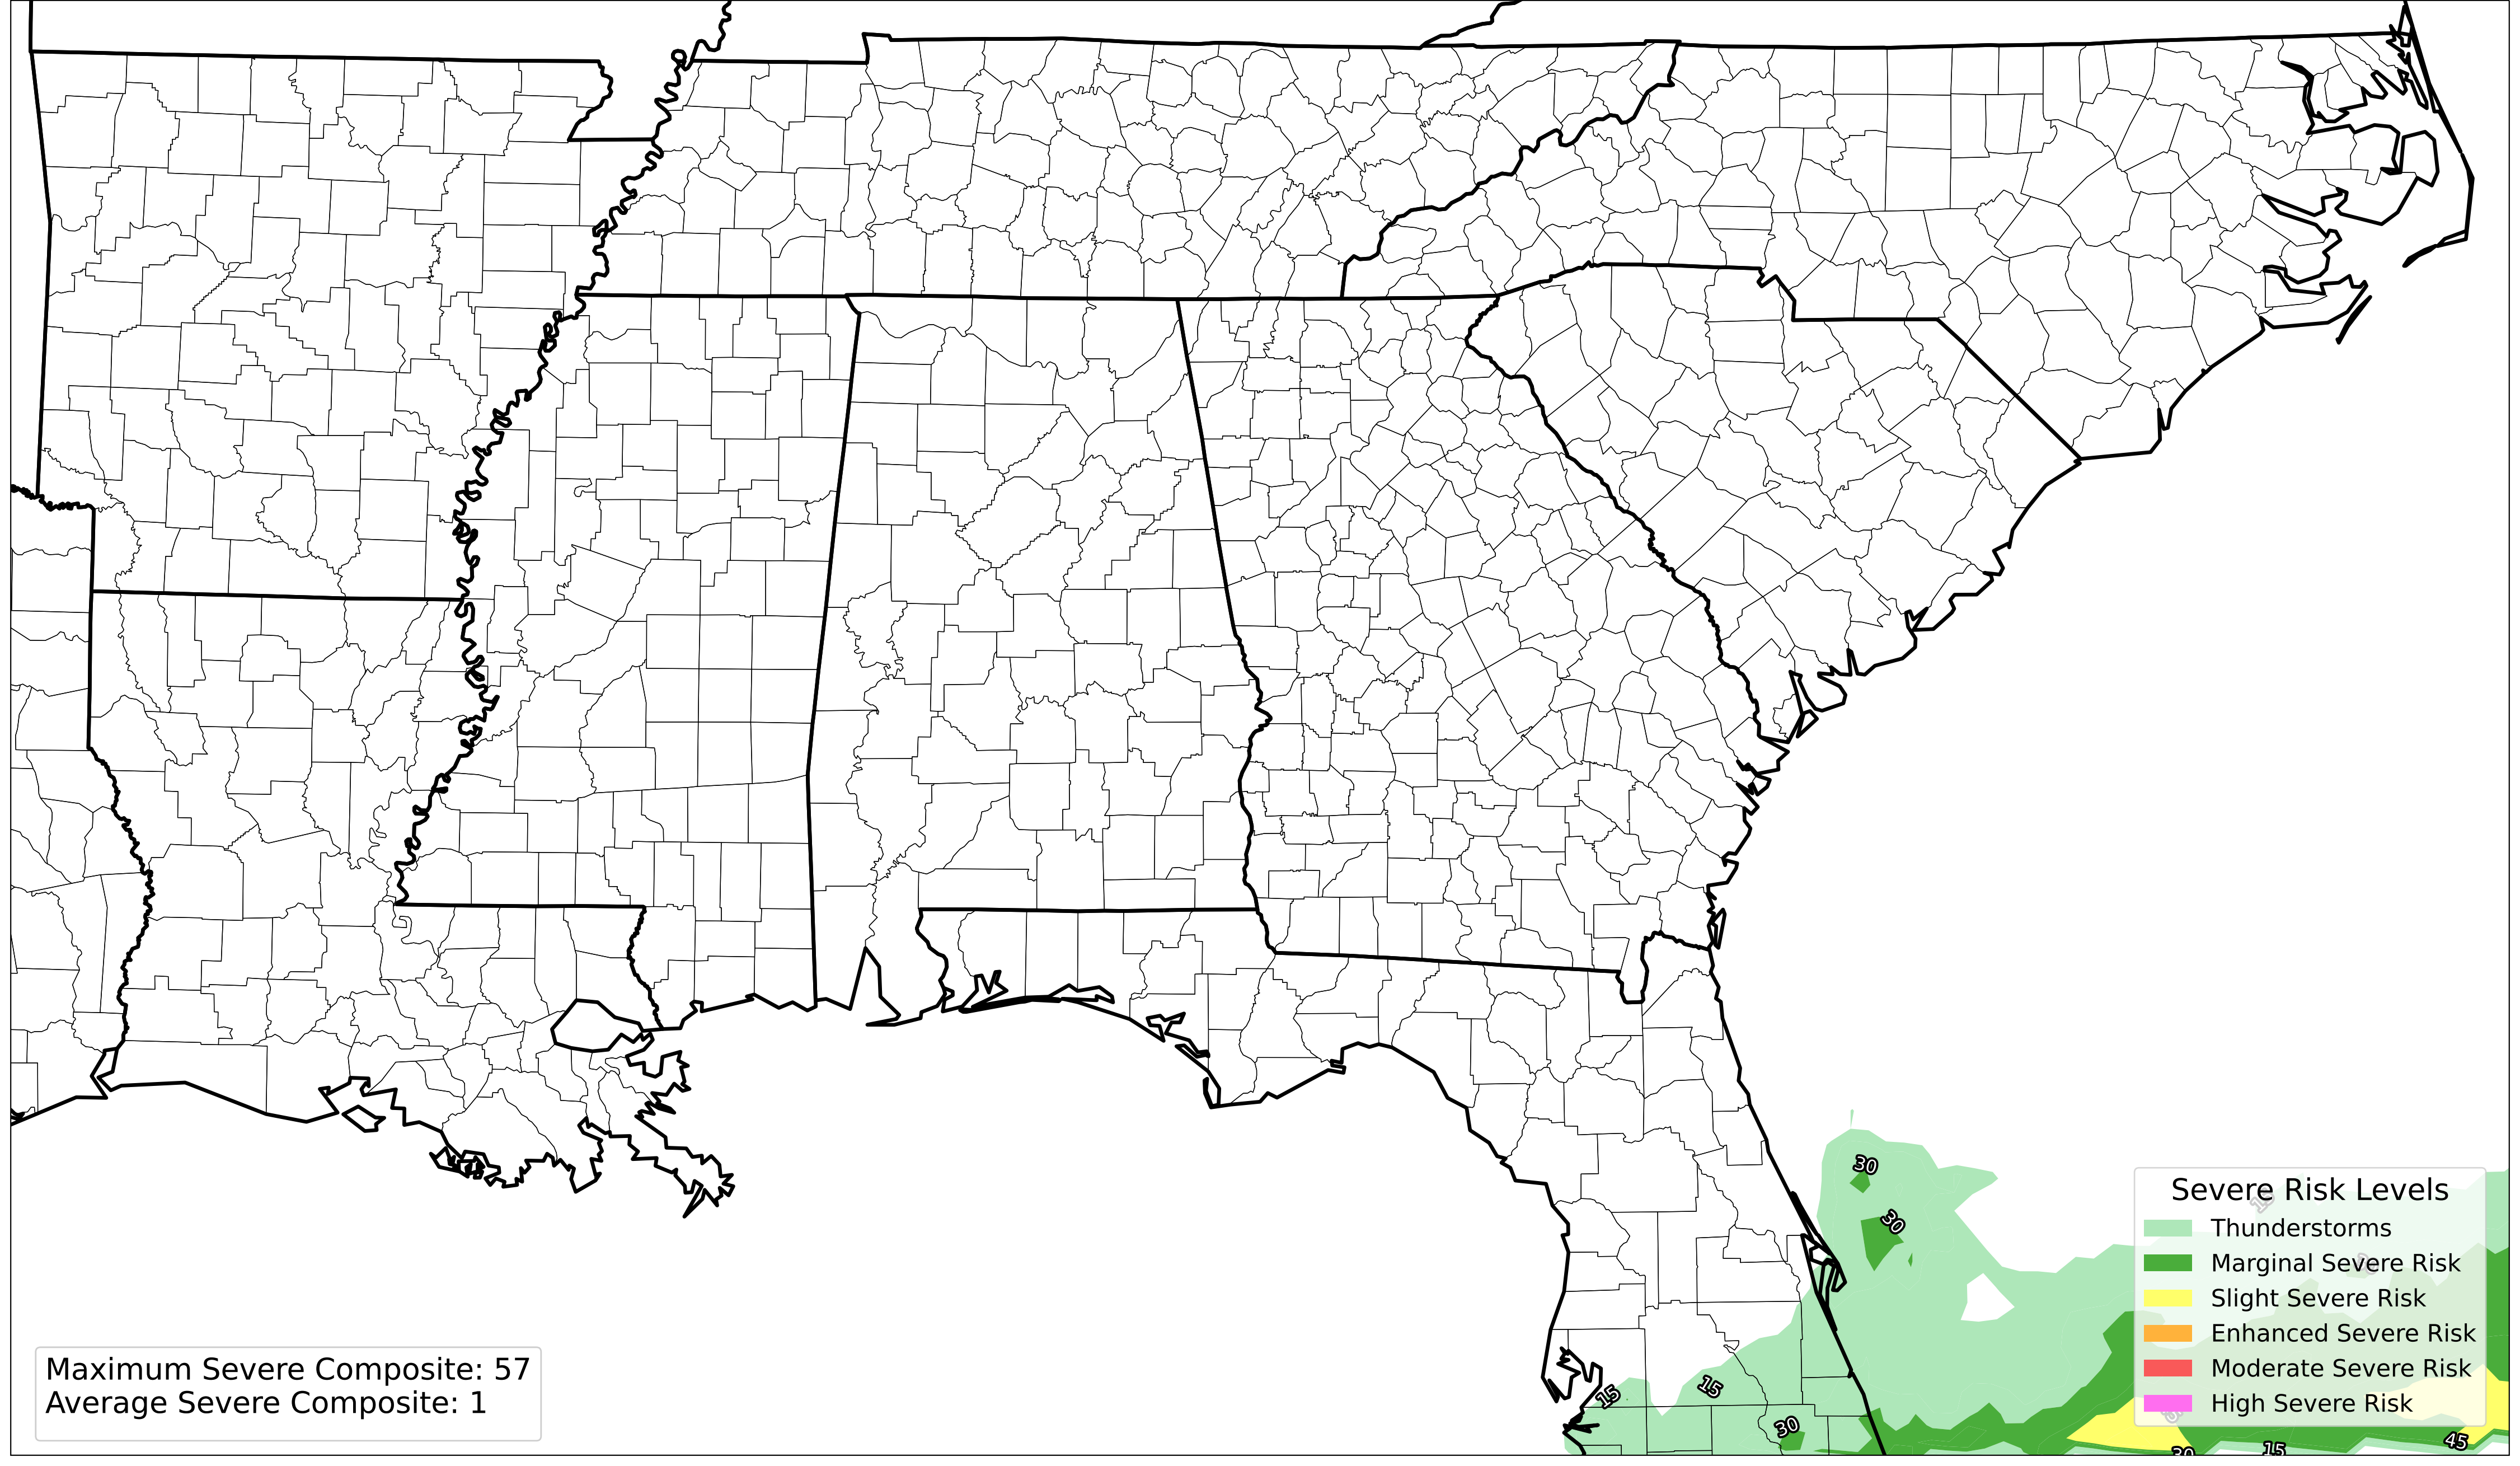 30
30
Severe Risk Levels
Thunderstorms
Marginal Severe Risk
Slight Severe Risk
Enhanced Severe Risk
Moderate Severe Risk
High Severe Risk
Maximum Severe Composite: 57
Average Severe Composite: 1
15
15
30
30
15
45